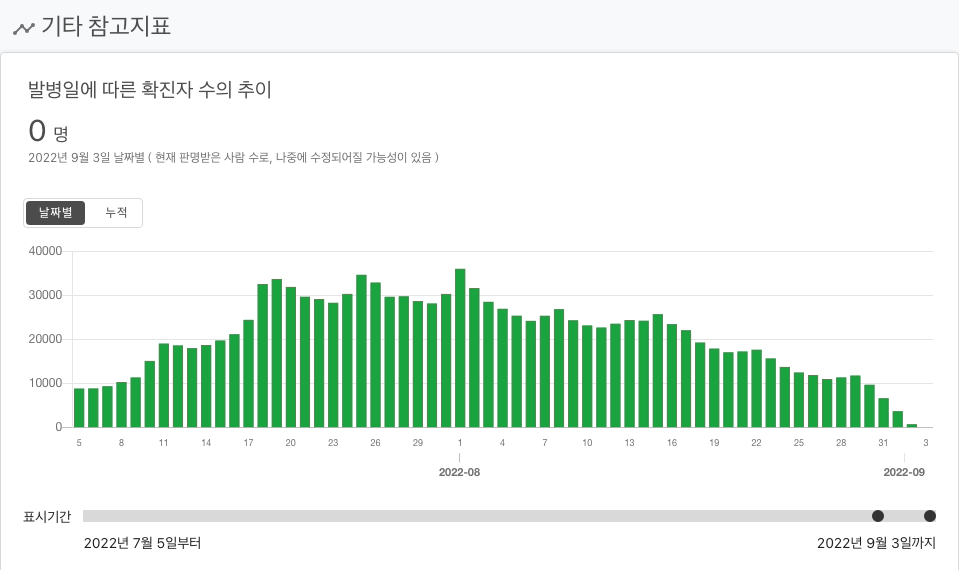 기타 참고지표
발병일에 따른 확진자 수의 추이
0 명
2022년 9월 3일 날짜별 ( 현재 판명받은 사람 수로, 나중에 수정되어질 가능성이 있음 )
날짜별 누적
40000
30000
20000
10000
0
5 8 11 14 17 20 23 26 29 1 4 7 10 13 16 19 22 25 28 31 3
2022-08 2022-09
표시기간
2022년 7월 5일부터 2022년 9월 3일까지